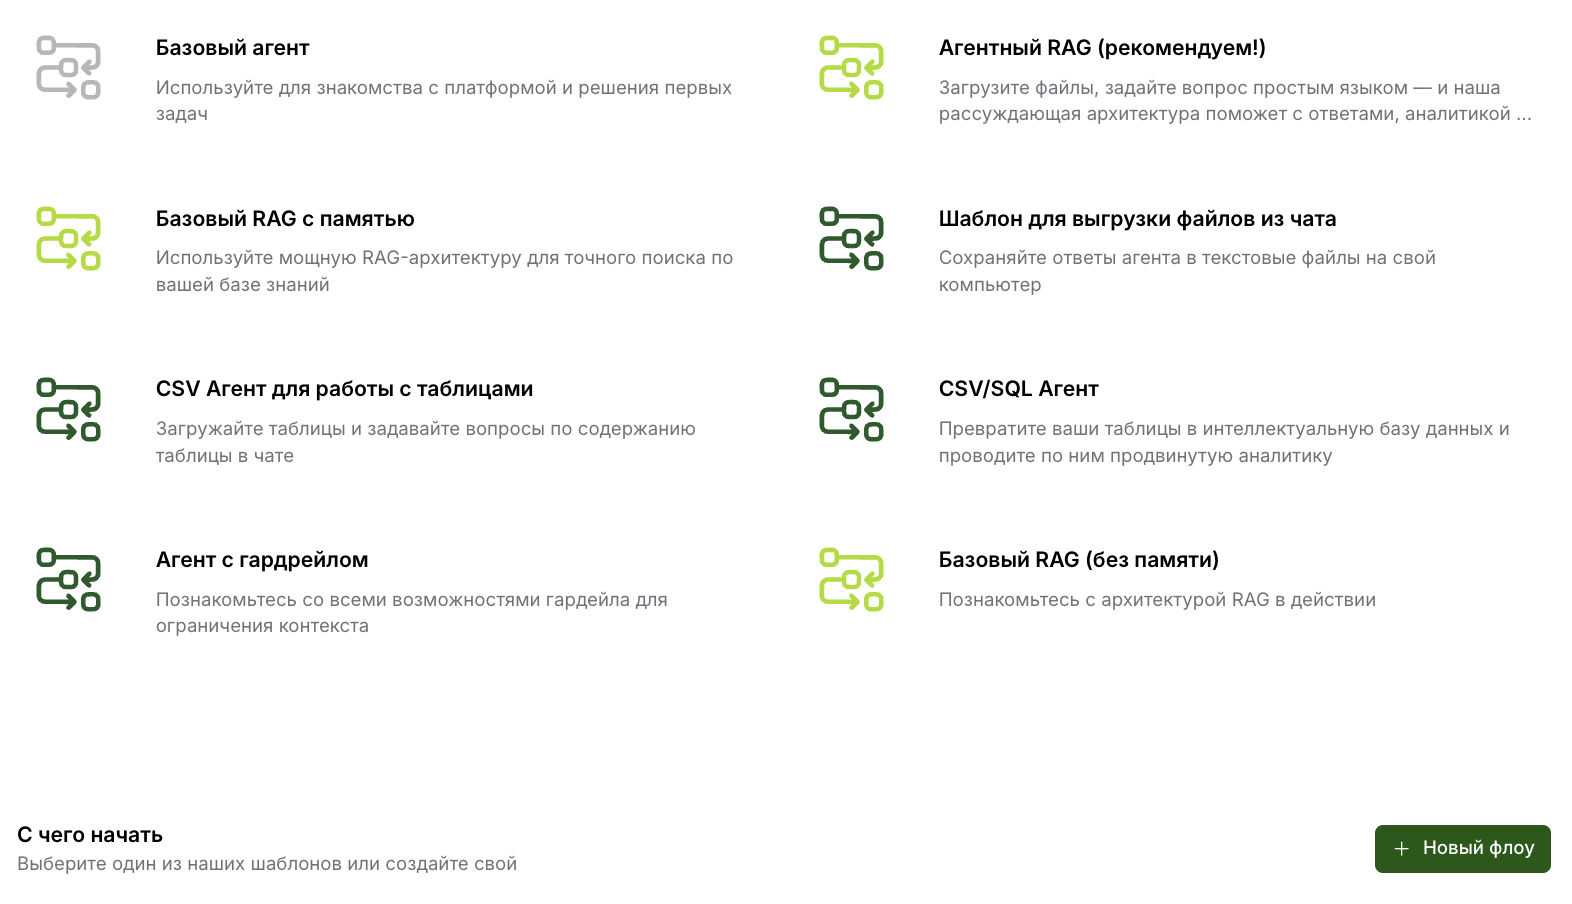 Базовый агент
Используйте для знакомства с платформой и решения первых
задач
Агентный RAG (рекомендуем!)
Загрузите файлы, задайте вопрос простым языком — и наша
рассуждающая архитектура поможет с ответами, аналитикой ...
Базовый RAG с памятью
Используйте мощную RAG-архитектуру для точного поиска по
вашей базе знаний
Шаблон для выгрузки файлов из чата
Сохраняйте ответы агента в текстовые файлы на свой
компьютер
CSV Агент для работы с таблицами
Загружайте таблицы и задавайте вопросы по содержанию
таблицы в чате
CSV/SQL Агент
Превратите ваши таблицы в интеллектуальную базу данных и
проводите по ним продвинутую аналитику
Агент с гардрейлом
Познакомьтесь со всеми возможностями гардейла для
ограничения контекста
Базовый RAG (без памяти)
Познакомьтесь с архитектурой RAG в действии
С чего начать
Выберите один из наших шаблонов или создайте свой
+ Новый флоу